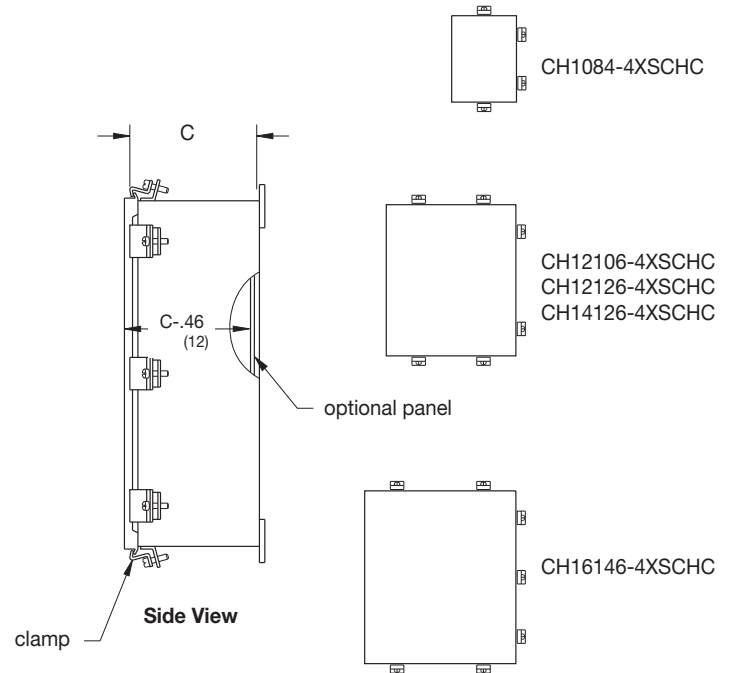 C
C-.46
(12)
optional panel
clamp
Side View
CH1084-4XSCHC
CH12106-4XSCHC
CH12126-4XSCHC
CH14126-4XSCHC
CH16146-4XSCHC